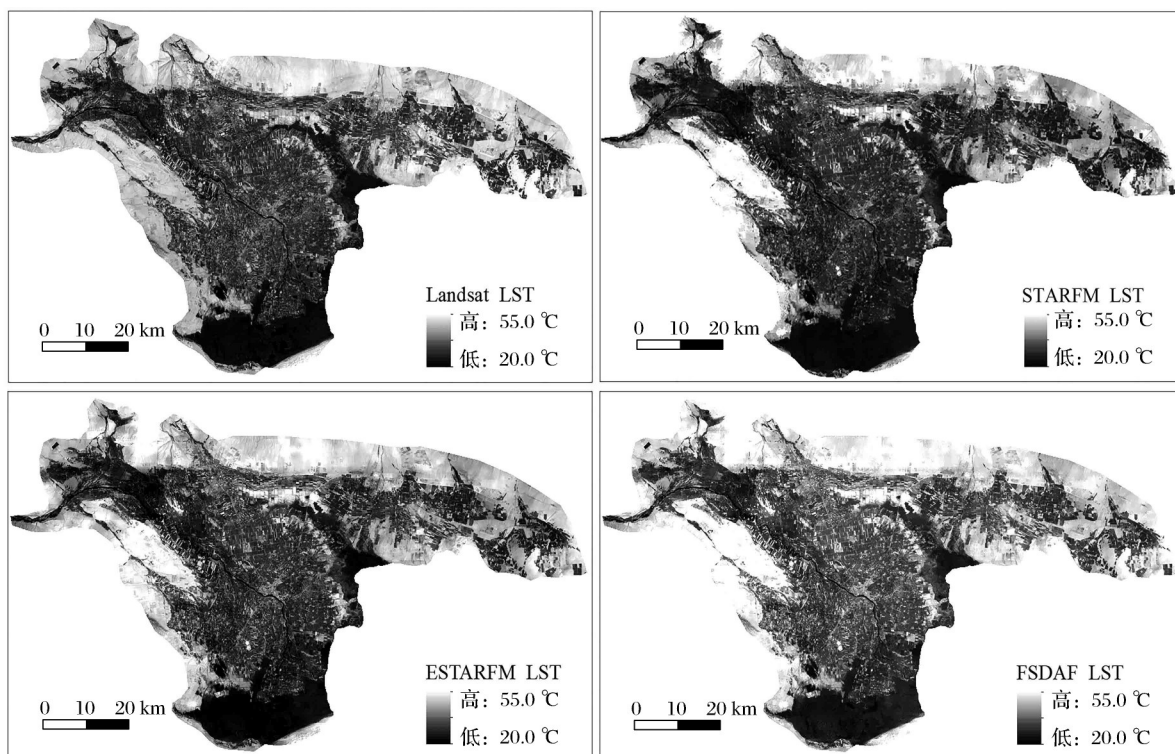 Landsat LST
高：55.0 ℃
低：20.0 ℃
0 10 20 km
STARFM LST
高：55.0 ℃
低：20.0 ℃
0 10 20 km
ESTARFM LST
高：55.0 ℃
低：20.0 ℃
0 10 20 km
FSDAF LST
高：55.0 ℃
低：20.0 ℃
0 10 20 km